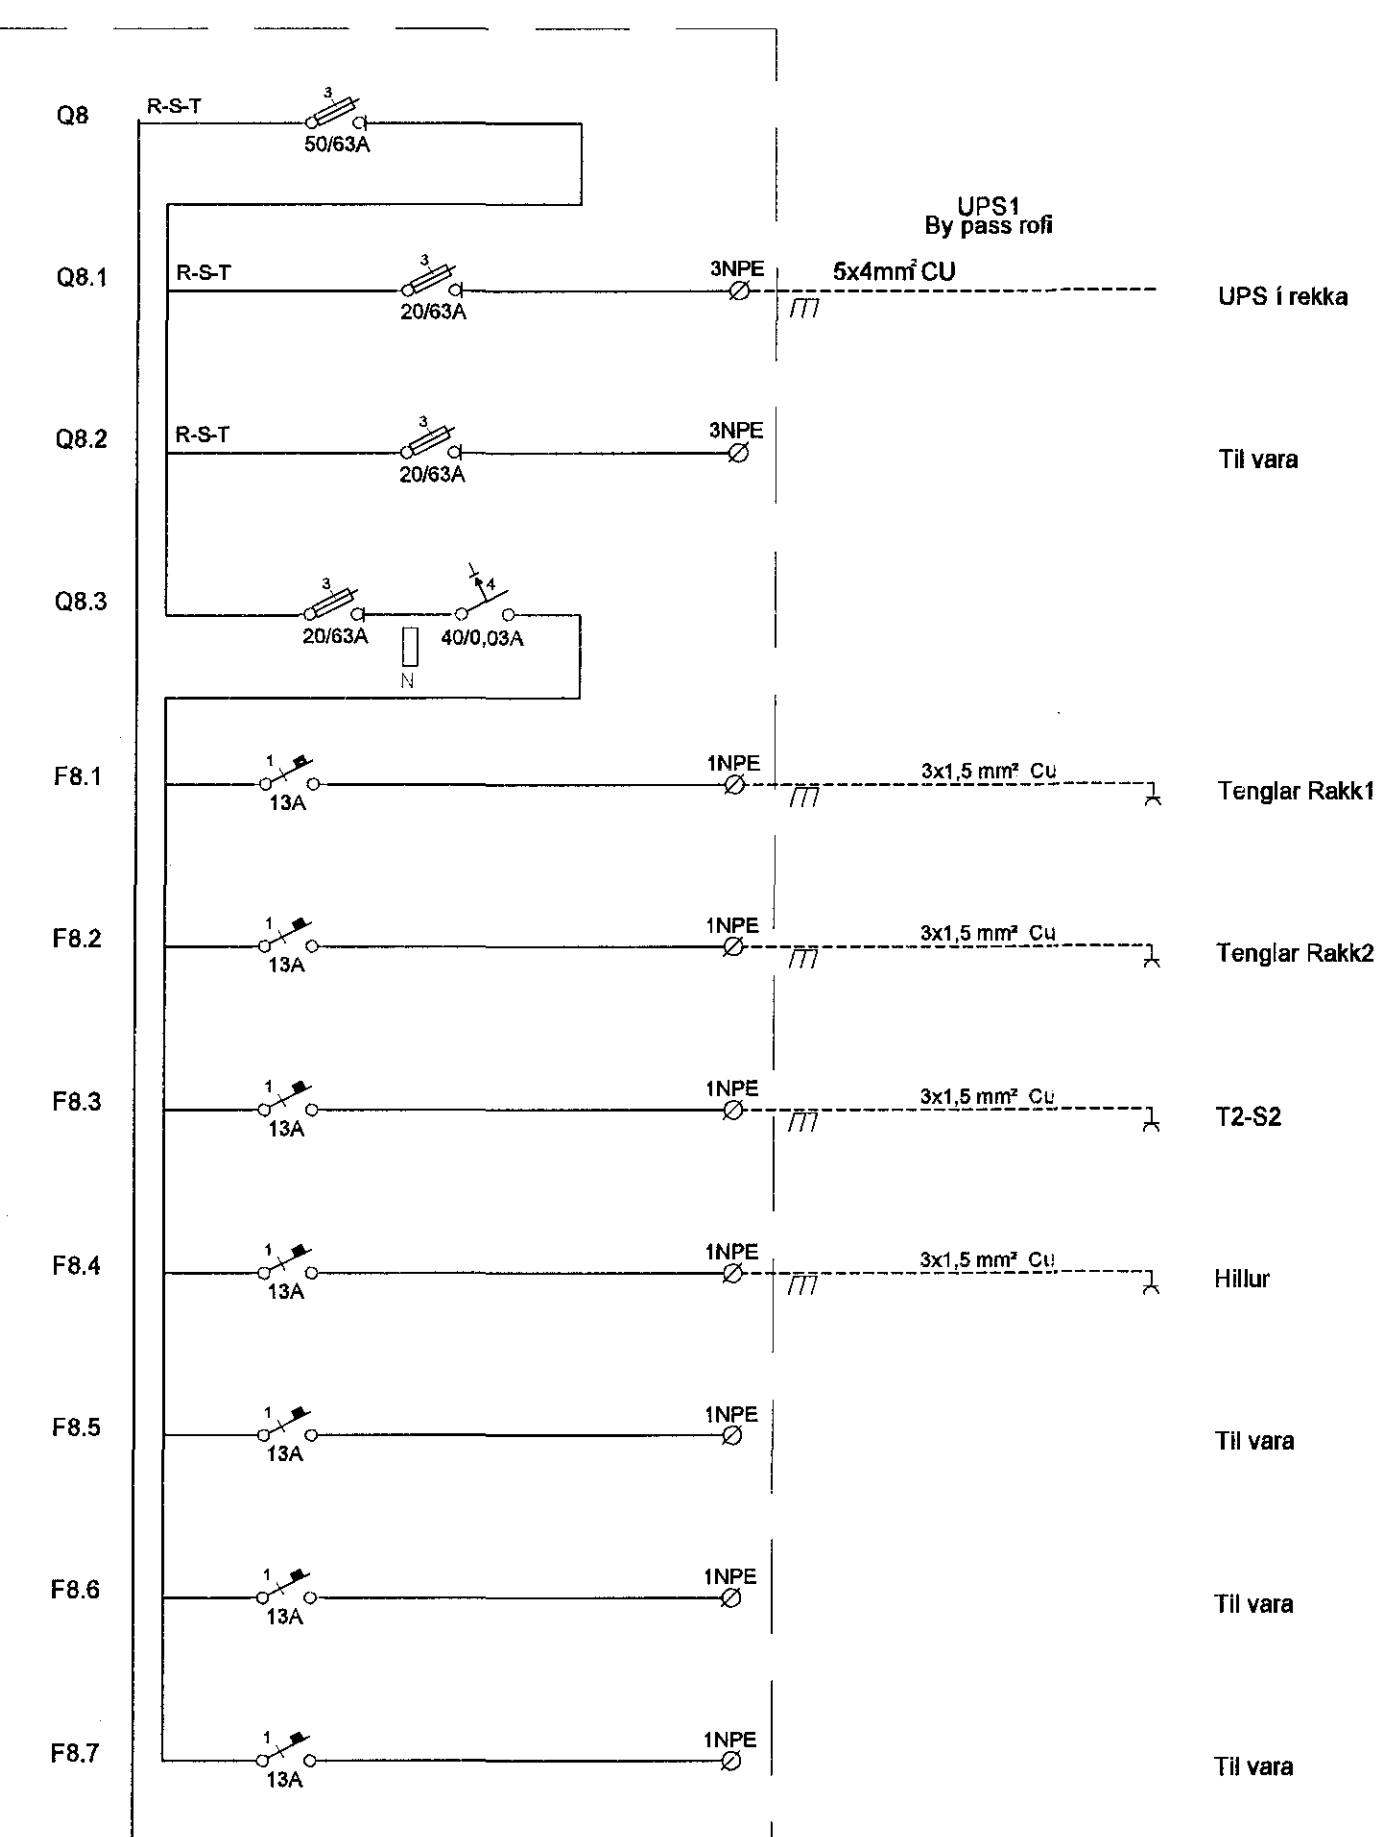 Q8
R-S-T
3
50/63A
UPS1
By pass rofi
Q8.1
R-S-T
3
20/63A
3NPE
5x4mm² CU
UPS í rekka
Q8.2
R-S-T
3
20/63A
3NPE
Til vara
Q8.3
3
20/63A
4
40/0,03A
N
F8.1
1
13A
1NPE
3x1,5 mm² Cu
Tenglar Rakk1
F8.2
1
13A
1NPE
3x1,5 mm² Cu
Tenglar Rakk2
F8.3
1
13A
1NPE
3x1,5 mm² Cu
T2-S2
F8.4
1
13A
1NPE
3x1,5 mm² Cu
Hillur
F8.5
1
13A
1NPE
Til vara
F8.6
1
13A
1NPE
Til vara
F8.7
1
13A
1NPE
Til vara